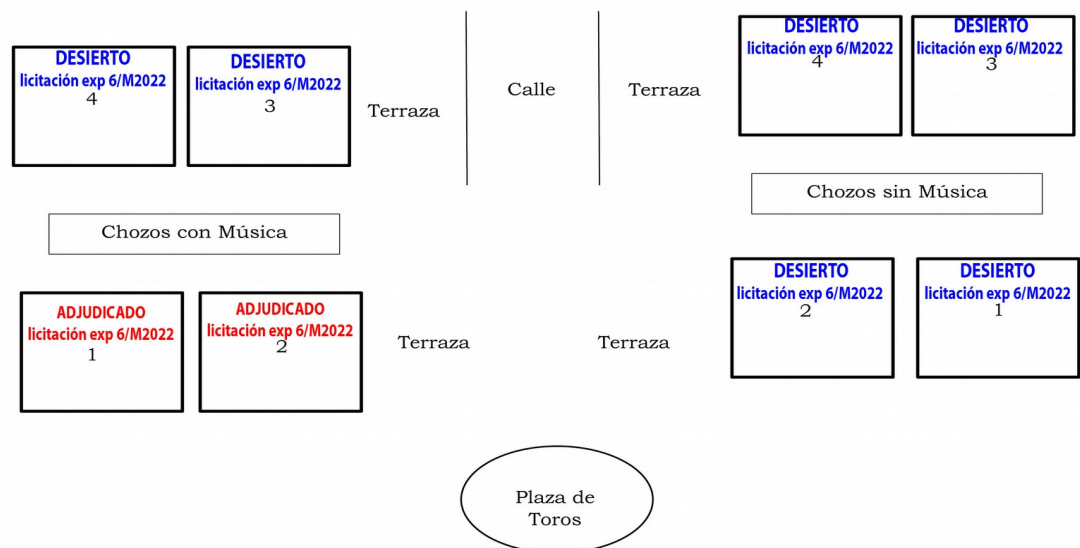 DESIERTO
licitación exp 6/M2022
4
DESIERTO
licitación exp 6/M2022
3
Terraza
Calle
Terraza
DESIERTO
licitación exp 6/M2022
4
DESIERTO
licitación exp 6/M2022
3
Chozos con Música
Chozos sin Música
ADJUDICADO
licitación exp 6/M2022
1
ADJUDICADO
licitación exp 6/M2022
2
Terraza
Terraza
DESIERTO
licitación exp 6/M2022
2
DESIERTO
licitación exp 6/M2022
1
Plaza de
Toros